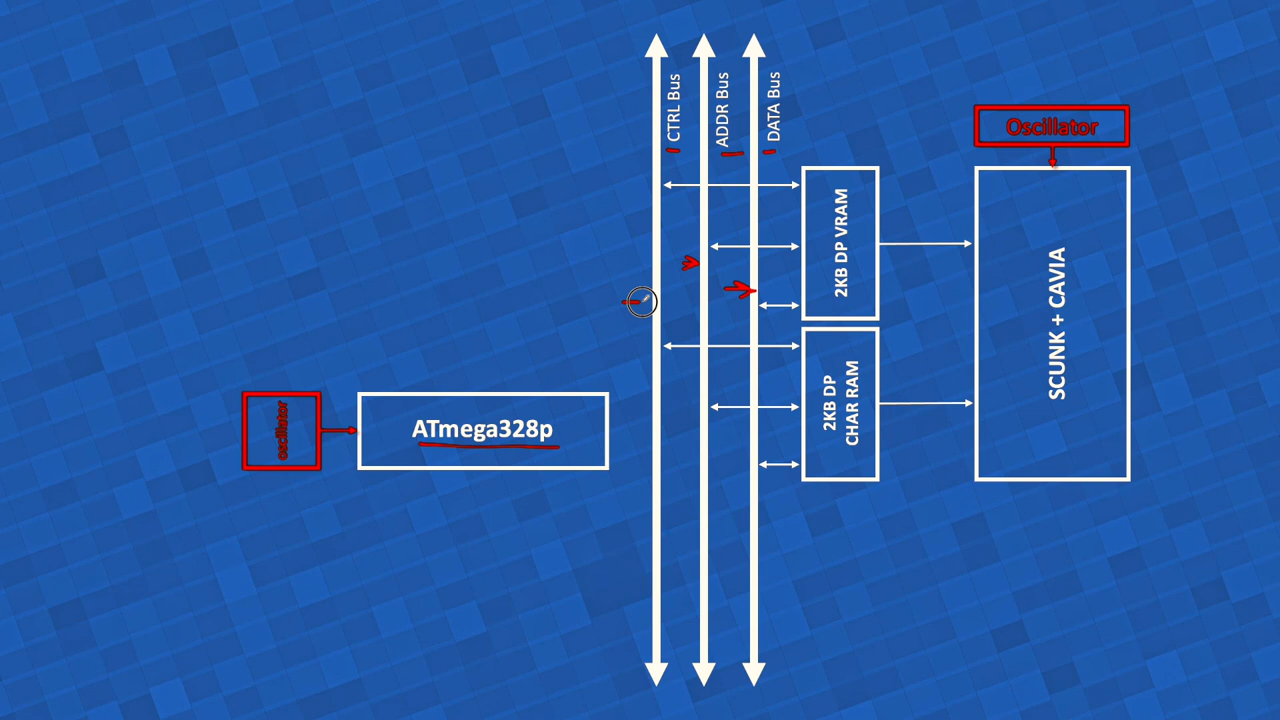 CTRL Bus
ADDR Bus
DATA Bus
Oscillator
2KB DP VRAM
SCUNK + CAVIA
2KB DP
CHAR RAM
oscillator
ATmega328p